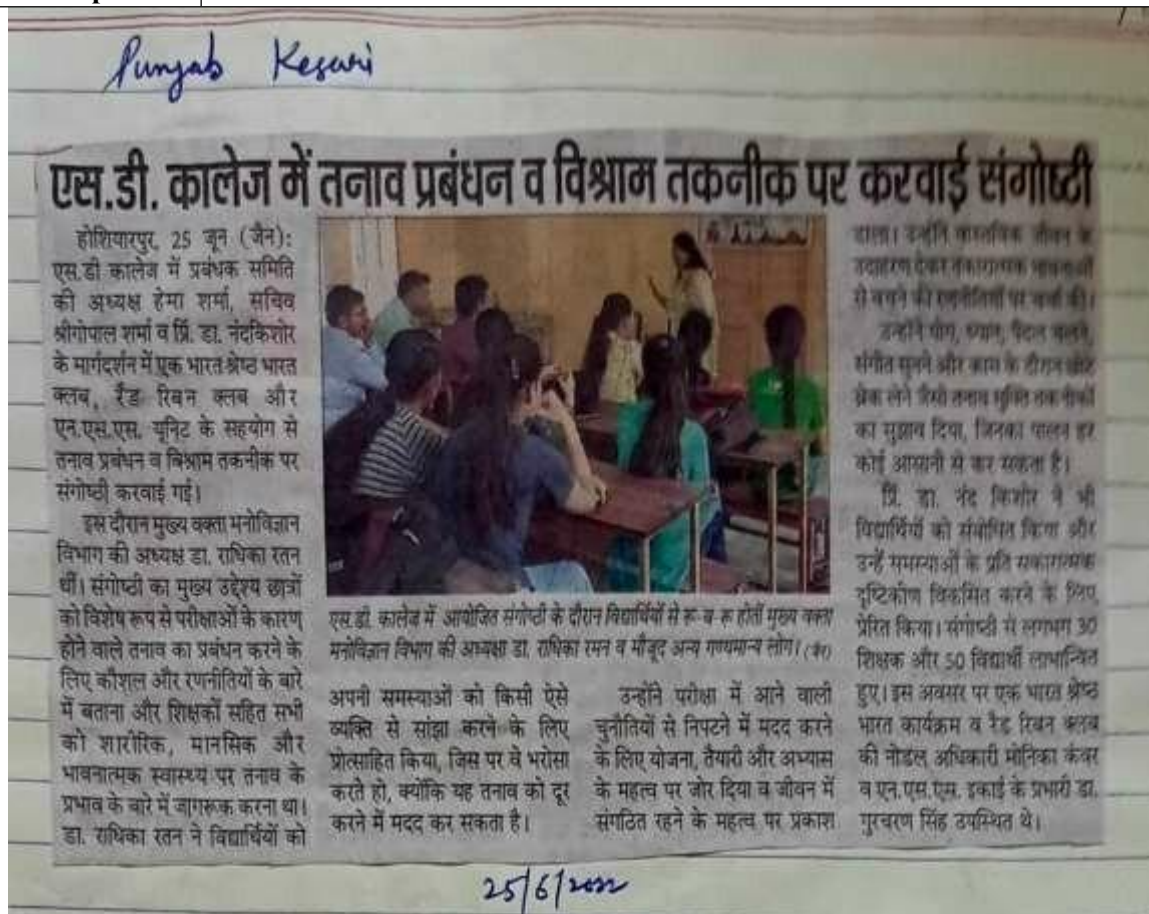 Punjab Kesari
एस.डी. कालेज में तनाव प्रबंधन व विश्राम तकनीक पर करवाई संगोष्ठी
होशियारपुर, 25 जून (जैन):
एस.डी कालेज में प्रबंधक समिति
की अध्यक्ष हेमा शर्मा, सचिव
श्रीगोपाल शर्मा व प्रिं. डा. नंदकिशोर
के मार्गदर्शन में एक भारत श्रेष्ठ भारत
क्लब, रैड रिबन क्लब और
एन.एस.एस. यूनिट के सहयोग से
तनाव प्रबंधन व विश्राम तकनीक पर
संगोष्ठी करवाई गई।
इस दौरान मुख्य वक्ता मनोविज्ञान
विभाग की अध्यक्ष डा. राधिका रतन
थीं। संगोष्ठी का मुख्य उद्देश्य छात्रों
को विशेष रूप से परीक्षाओं के कारण
होने वाले तनाव का प्रबंधन करने के
लिए कौशल और रणनीतियों के बारे
में बताना और शिक्षकों सहित सभी
को शारीरिक, मानसिक और
भावनात्मक स्वास्थ्य पर तनाव के
प्रभाव के बारे में जागरूक करना था।
डा. राधिका रतन ने विद्यार्थियों को
एस.डी. कालेज में आयोजित संगोष्ठी के दौरान विद्यार्थियों से रू-ब-रू होतीं मुख्य वक्ता
मनोविज्ञान विभाग की अध्यक्षा डा. राधिका रमन व मौजूद अन्य गण्यमान्य लोग।
अपनी समस्याओं को किसी ऐसे
व्यक्ति से सांझा करने के लिए
प्रोत्साहित किया, जिस पर वे भरोसा
करते हो, क्योंकि यह तनाव को दूर
करने में मदद कर सकता है।
उन्होंने परीक्षा में आने वाली
चुनौतियों से निपटने में मदद करने
के लिए योजना, तैयारी और अभ्यास
के महत्व पर जोर दिया व जीवन में
संगठित रहने के महत्व पर प्रकाश
डाला। उन्होंने वास्तविक जीवन के
उदाहरण देकर नकारात्मक भावनाओं
से बचने की रणनीतियों पर चर्चा की।
उन्होंने योग, ध्यान, पैदल चलने,
संगीत सुनने और काम के दौरान छोटे
ब्रेक लेने जैसी तनाव मुक्ति तकनीकों
का सुझाव दिया, जिनका पालन हर
कोई आसानी से कर सकता है।
प्रिं. डा. नंद किशोर ने भी
विद्यार्थियों को संबोधित किया और
उन्हें समस्याओं के प्रति सकारात्मक
दृष्टिकोण विकसित करने के लिए
प्रेरित किया। संगोष्ठी से लगभग 30
शिक्षक और 50 विद्यार्थी लाभान्वित
हुए। इस अवसर पर एक भारत श्रेष्ठ
भारत कार्यक्रम व रैड रिबन क्लब
की नोडल अधिकारी मोनिका कंवर
व एन.एस.एस. इकाई के प्रभारी डा.
गुरचरण सिंह उपस्थित थे।
25/6/2022